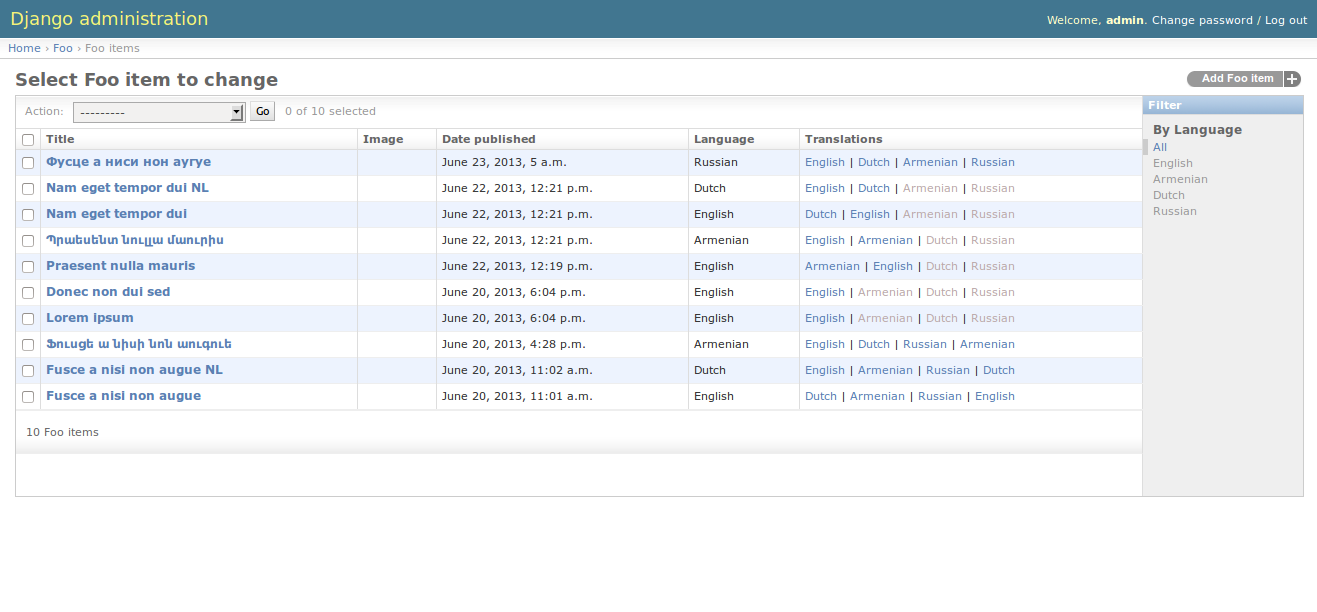 Django administration
Welcome, admin. Change password / Log out
Home › Foo › Foo items
Select Foo item to change
Add Foo item +
Action: --------- Go 0 of 10 selected
Filter
Title Image Date published Language Translations
By Language
All
English
Armenian
Dutch
Russian
Фусце а ниси нон аугуе June 23, 2013, 5 a.m. Russian English | Dutch | Armenian | Russian
Nam eget tempor dui NL June 22, 2013, 12:21 p.m. Dutch English | Dutch | Armenian | Russian
Nam eget tempor dui June 22, 2013, 12:21 p.m. English Dutch | English | Armenian | Russian
Պրաեսենտ նուլլա մաուրիս June 22, 2013, 12:21 p.m. Armenian English | Armenian | Dutch | Russian
Praesent nulla mauris June 22, 2013, 12:19 p.m. English Armenian | English | Dutch | Russian
Donec non dui sed June 20, 2013, 6:04 p.m. English English | Armenian | Dutch | Russian
Lorem ipsum June 20, 2013, 6:04 p.m. English English | Armenian | Dutch | Russian
Ֆուսցե ա նիսի նոն աուգուե June 20, 2013, 4:28 p.m. Armenian English | Dutch | Russian | Armenian
Fusce a nisi non augue NL June 20, 2013, 11:02 a.m. Dutch English | Armenian | Russian | Dutch
Fusce a nisi non augue June 20, 2013, 11:01 a.m. English Dutch | Armenian | Russian | English
10 Foo items